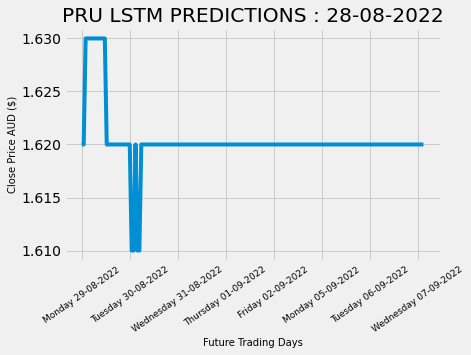 PRU LSTM PREDICTIONS : 28-08-2022
Close Price AUD ($)
1.630
1.625
1.620
1.615
1.610
Monday 29-08-2022
Tuesday 30-08-2022
Wednesday 31-08-2022
Thursday 01-09-2022
Friday 02-09-2022
Monday 05-09-2022
Tuesday 06-09-2022
Wednesday 07-09-2022
Future Trading Days